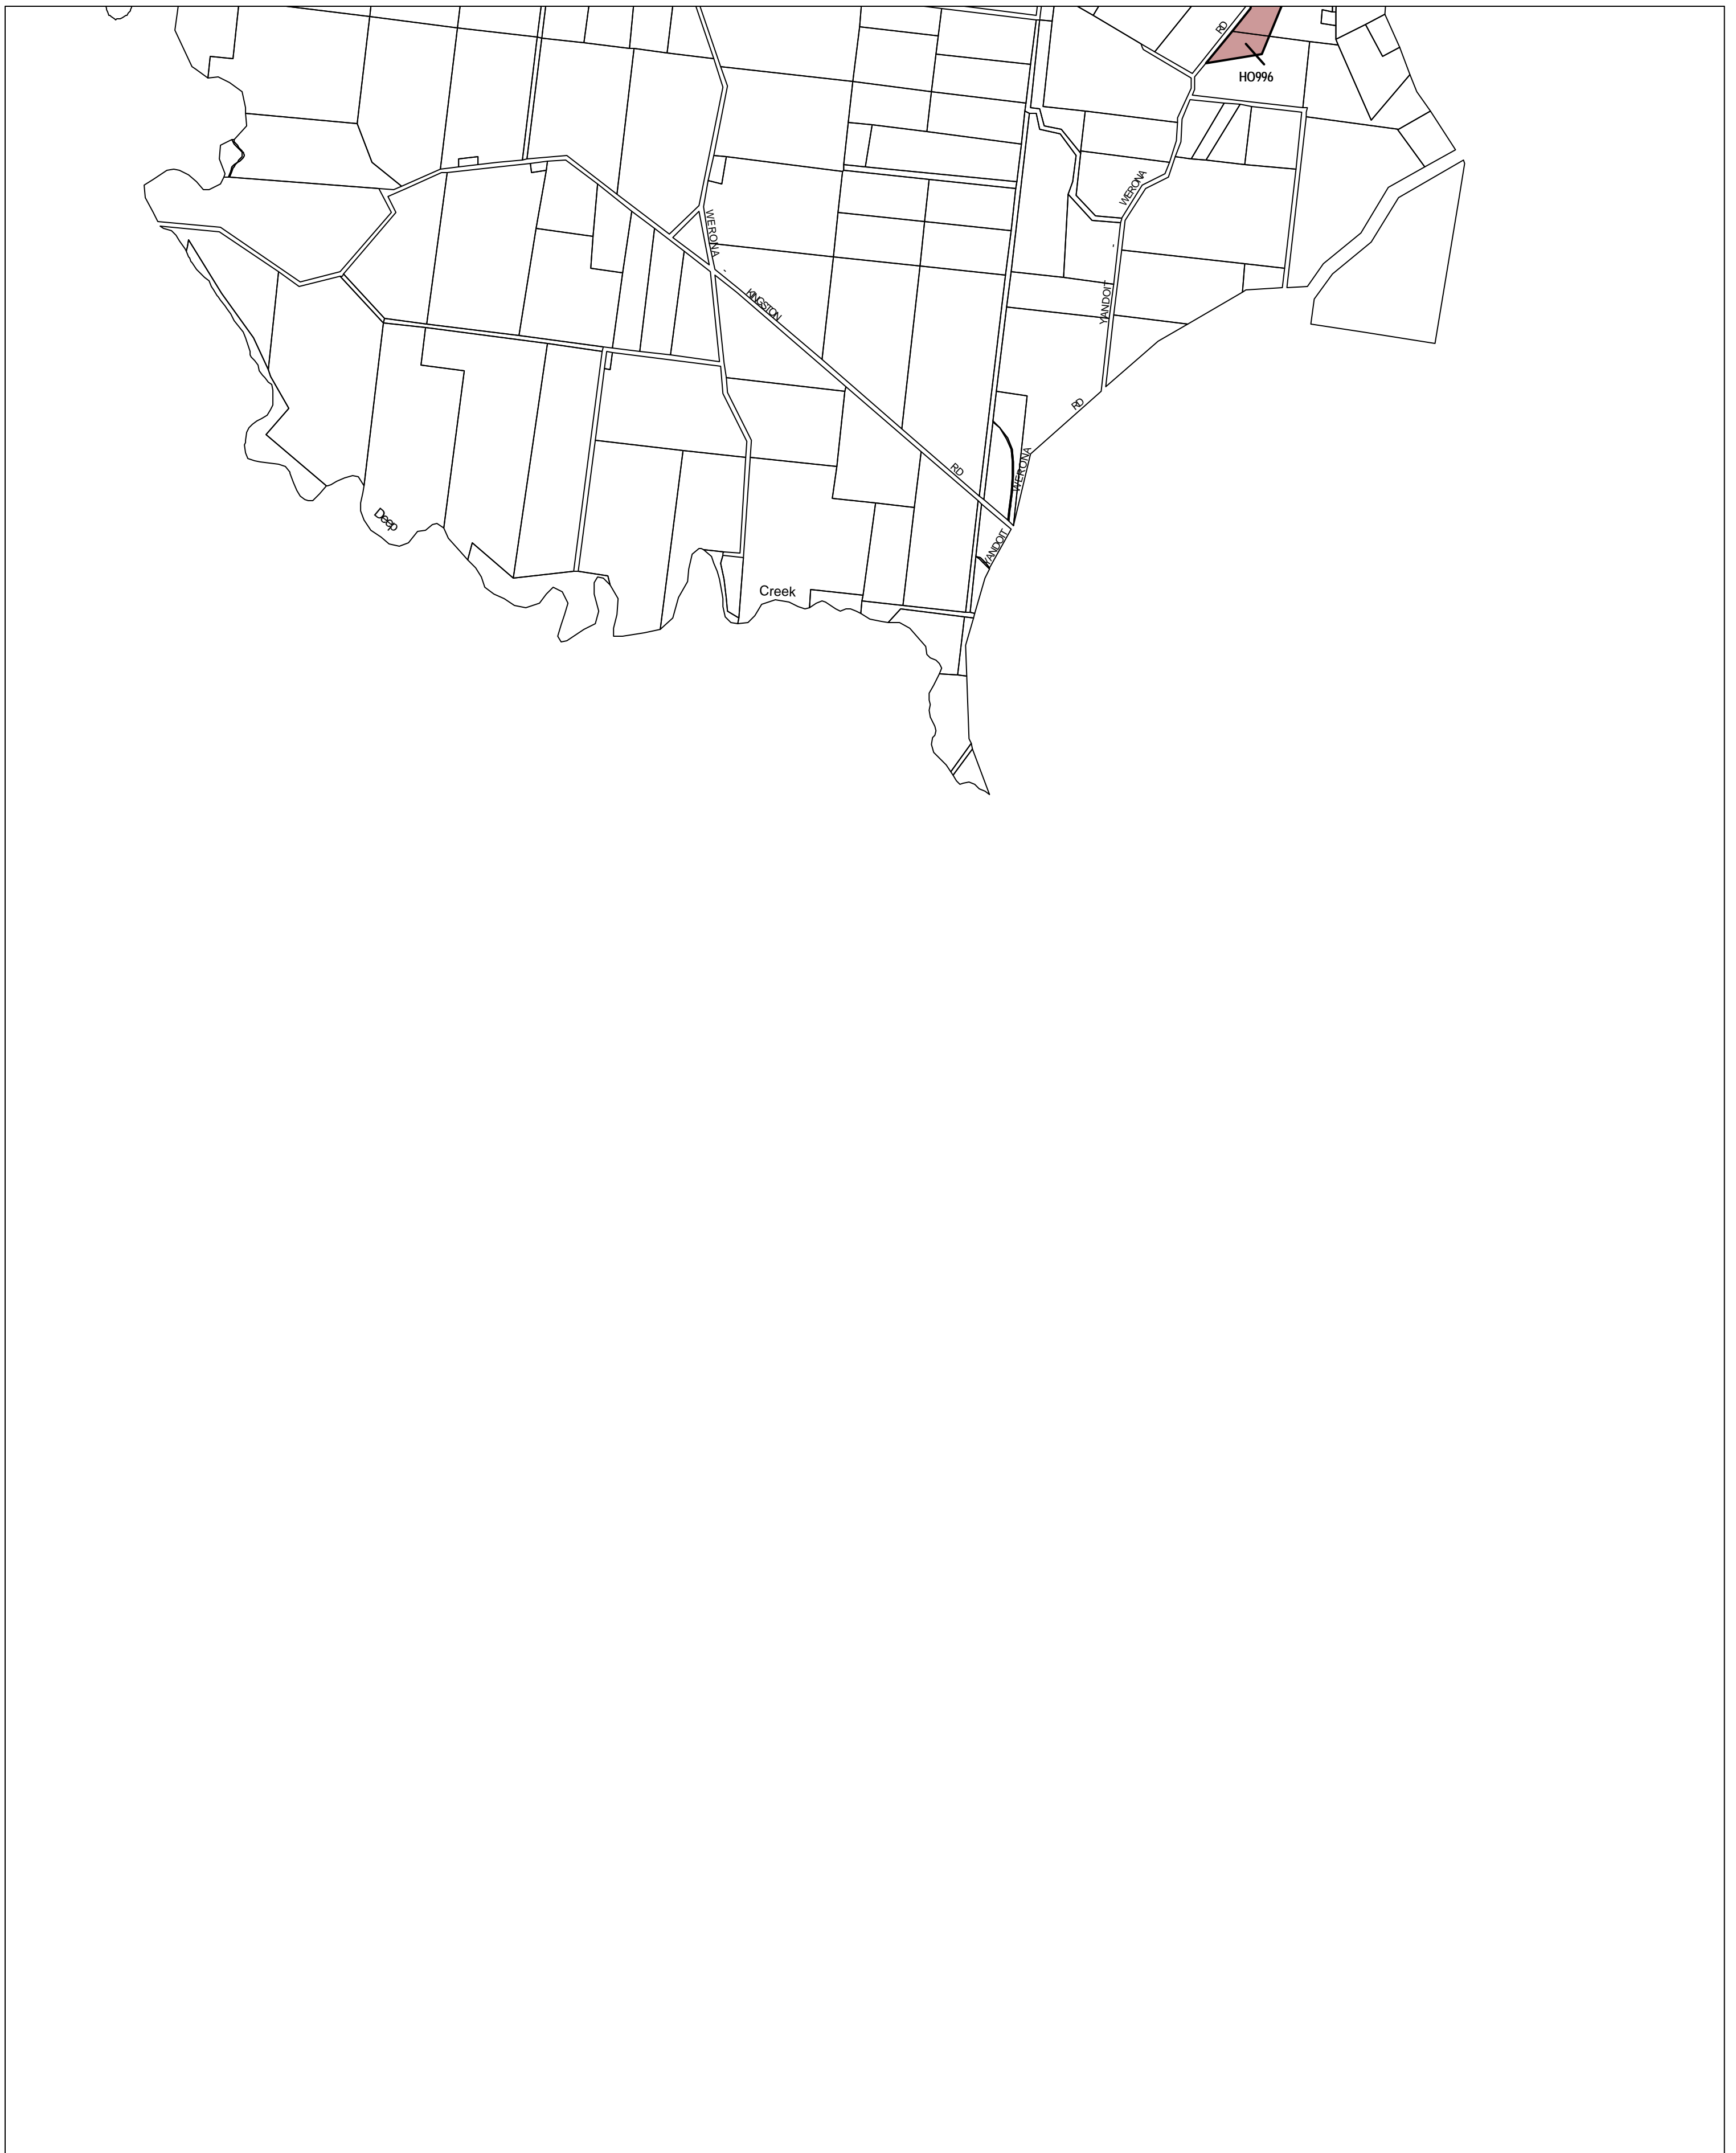 RD
HO996
WERONA
WERONA
-
-
KINGSTON
YANDOIT
RD
RD
WERONA
Deep
YANDOIT
Creek